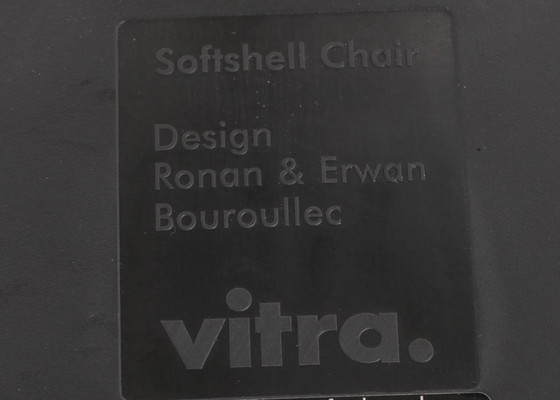 Softshell Chair
Design
Ronan & Erwan
Bouroullec
vitra.